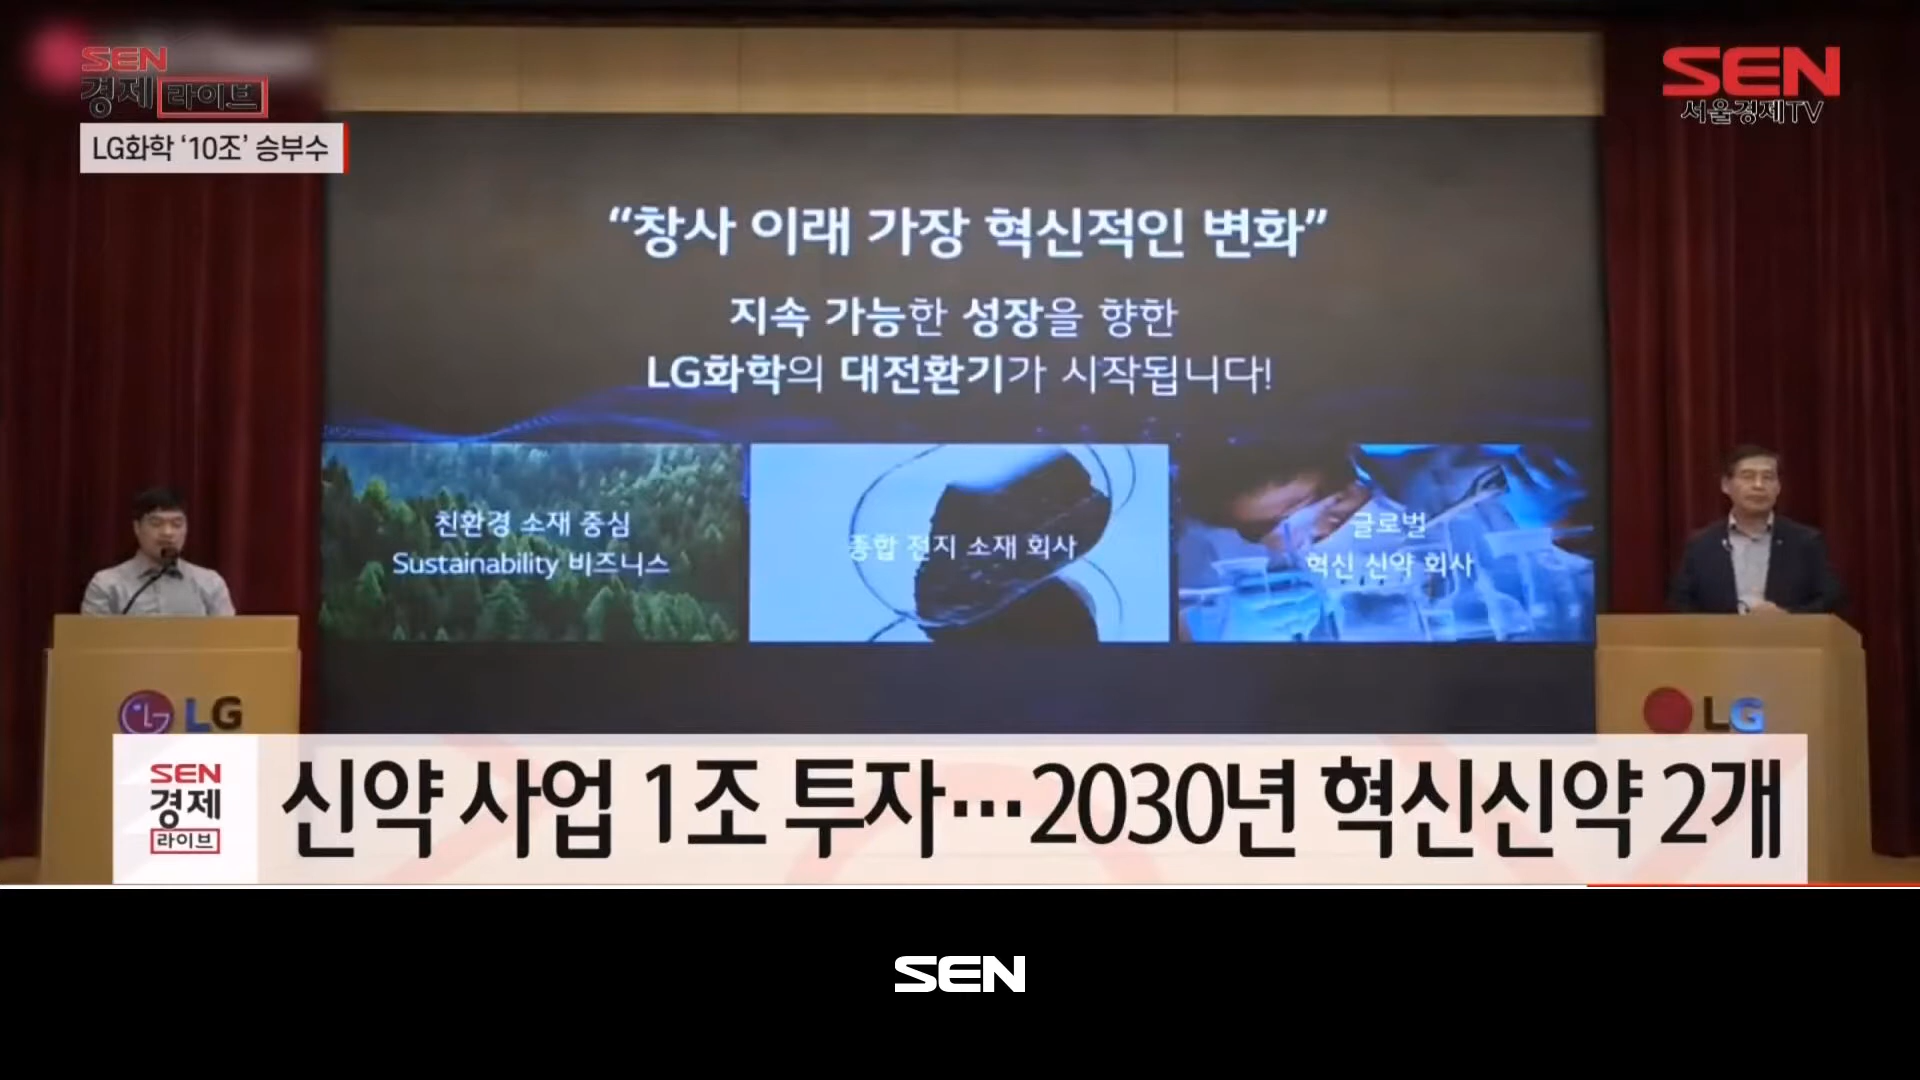 SEN
경제 라이브
LG화학 ‘10조’ 승부수
SEN
서울경제TV
“창사 이래 가장 혁신적인 변화”
지속 가능한 성장을 향한
LG화학의 대전환기가 시작됩니다!
친환경 소재 중심
Sustainability 비즈니스
종합 전지 소재 회사
글로벌
혁신 신약 회사
LG
LG
SEN
경제
라이브
신약 사업 1조 투자…2030년 혁신신약 2개
SEN